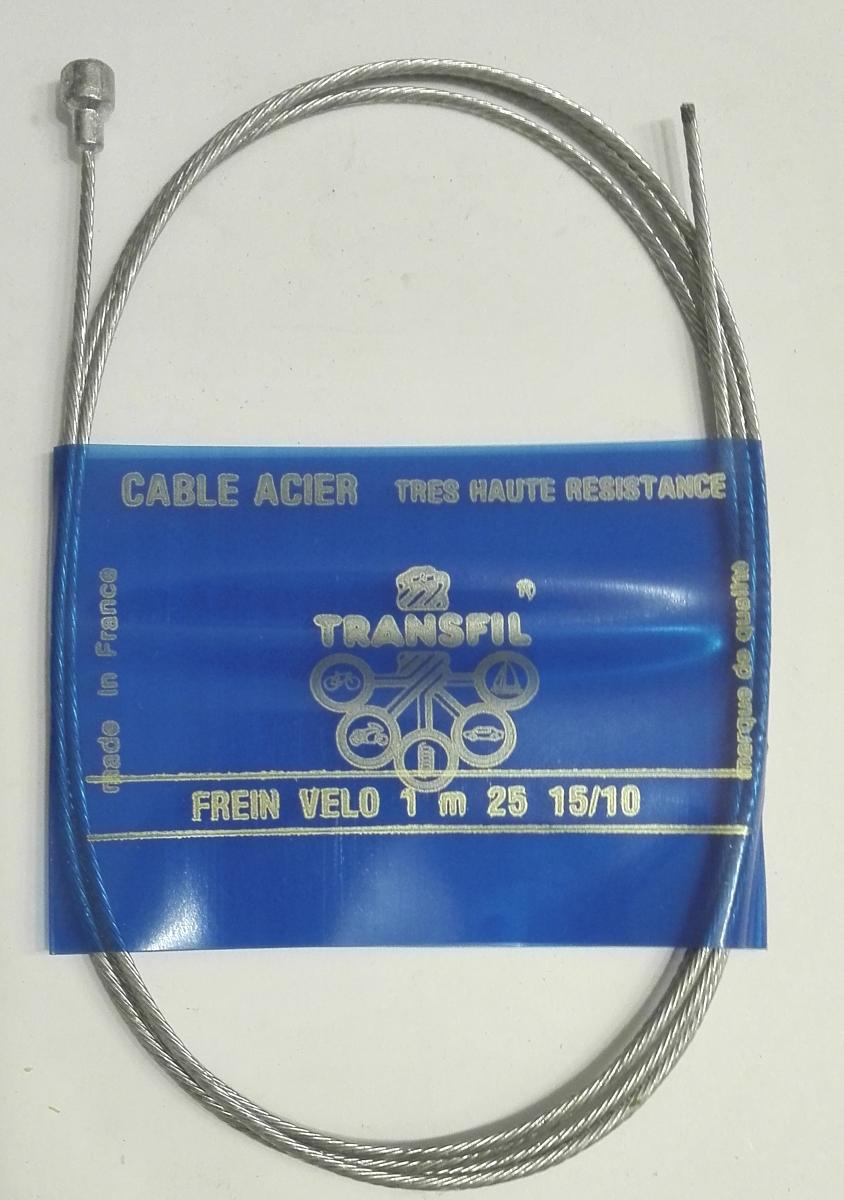 CABLE ACIER TRES HAUTE RESISTANCE
made in France
TRANSFIL
marque de qualite
FREIN VELO 1 m 25 15/10